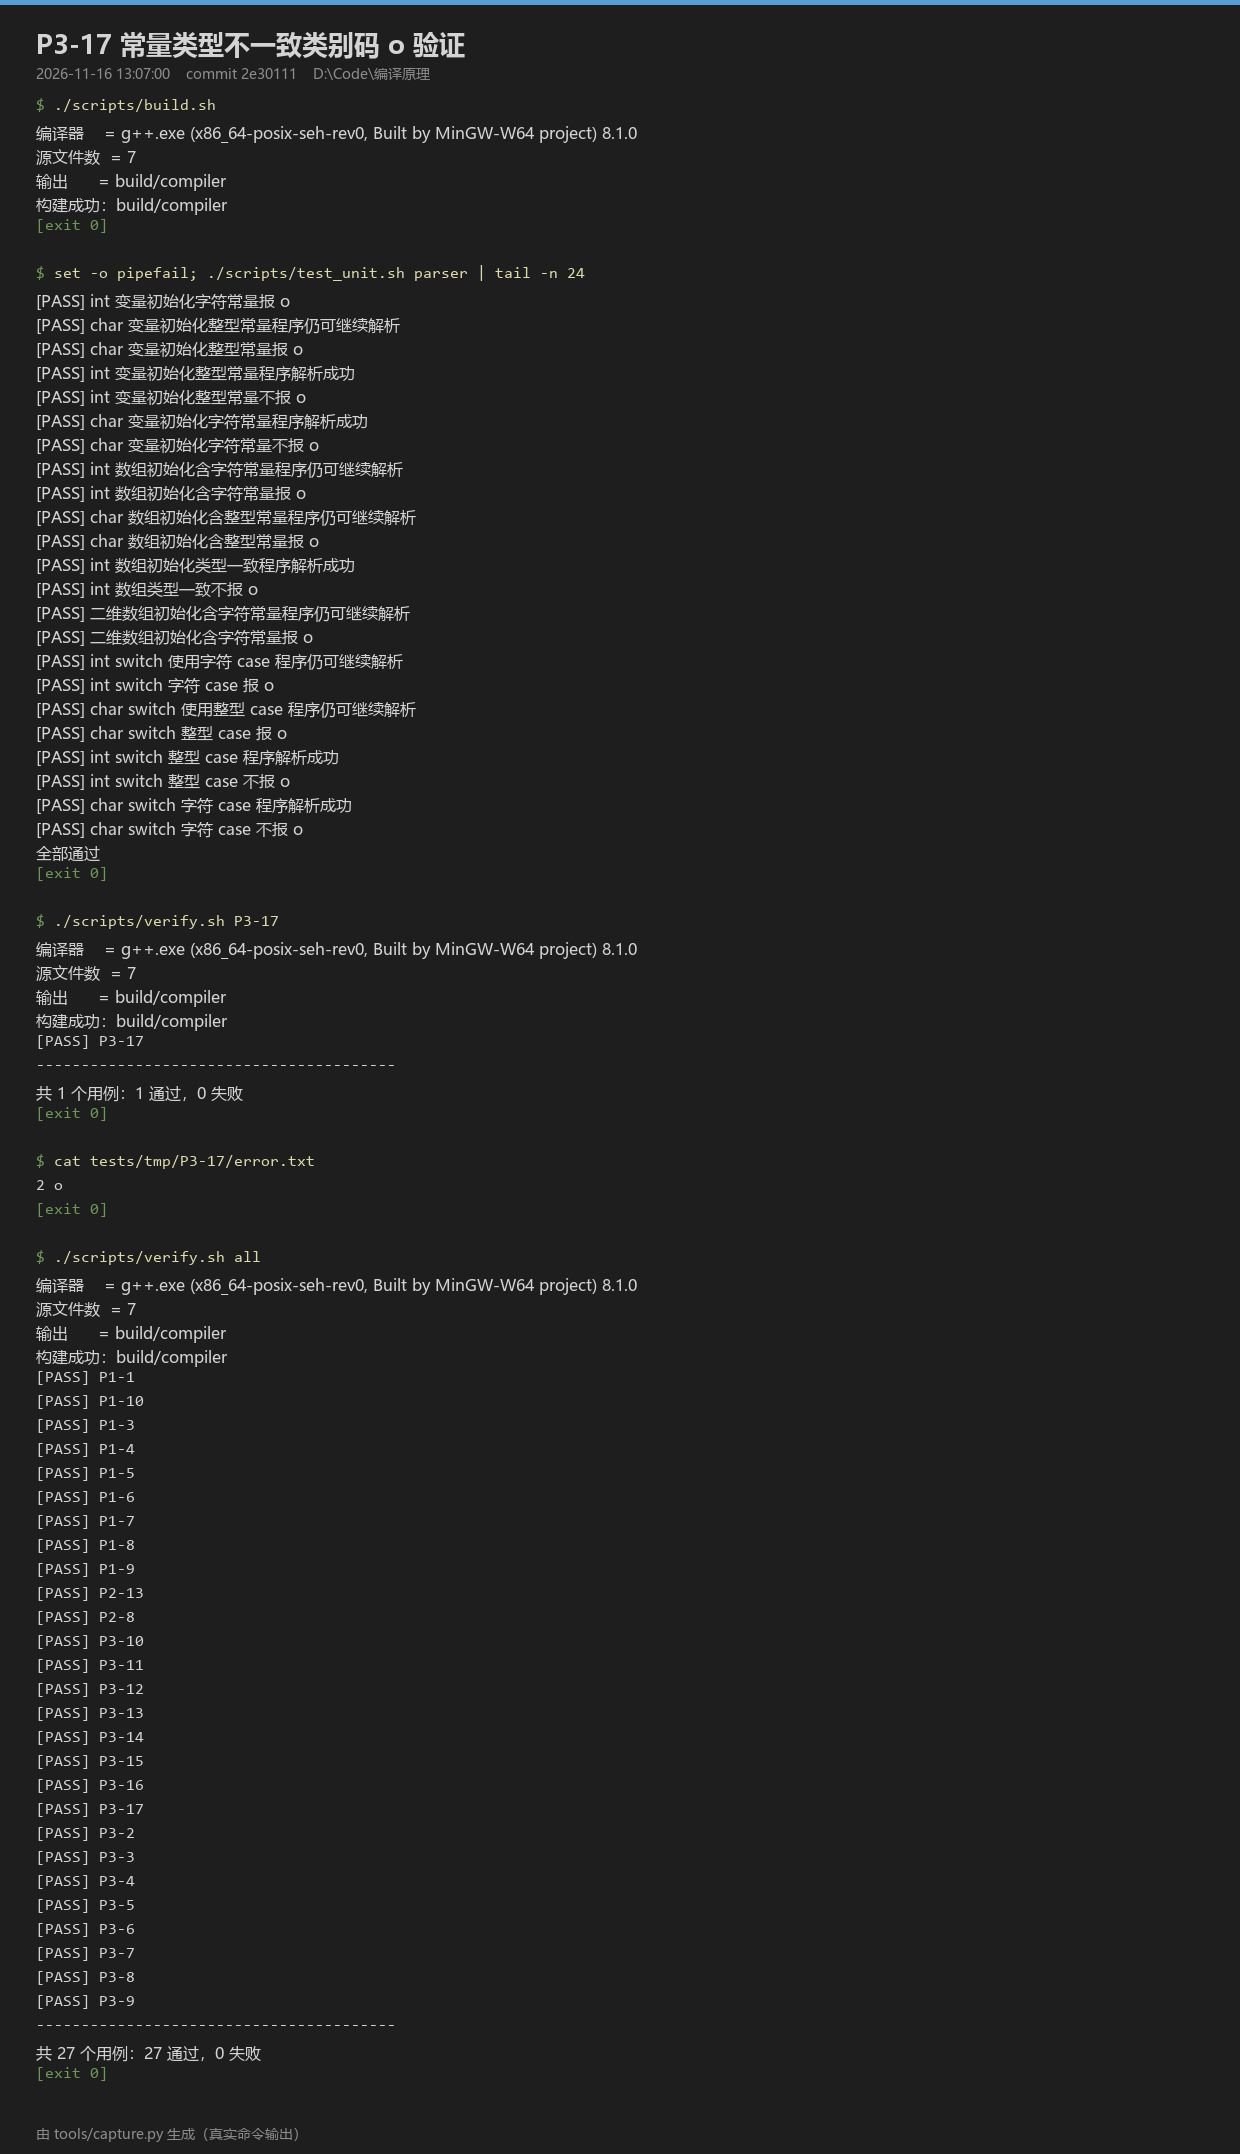 P3-17 常量类型不一致类别码 o 验证
2026-11-16 13:07:00    commit 2e30111    D:\Code\编译原理
$ ./scripts/build.sh
编译器    = g++.exe (x86_64-posix-seh-rev0, Built by MinGW-W64 project) 8.1.0
源文件数  = 7
输出      = build/compiler
构建成功：build/compiler
[exit 0]
$ set -o pipefail; ./scripts/test_unit.sh parser | tail -n 24
[PASS] int 变量初始化字符常量报 o
[PASS] char 变量初始化整型常量程序仍可继续解析
[PASS] char 变量初始化整型常量报 o
[PASS] int 变量初始化整型常量程序解析成功
[PASS] int 变量初始化整型常量不报 o
[PASS] char 变量初始化字符常量程序解析成功
[PASS] char 变量初始化字符常量不报 o
[PASS] int 数组初始化含字符常量程序仍可继续解析
[PASS] int 数组初始化含字符常量报 o
[PASS] char 数组初始化含整型常量程序仍可继续解析
[PASS] char 数组初始化含整型常量报 o
[PASS] int 数组初始化类型一致程序解析成功
[PASS] int 数组类型一致不报 o
[PASS] 二维数组初始化含字符常量程序仍可继续解析
[PASS] 二维数组初始化含字符常量报 o
[PASS] int switch 使用字符 case 程序仍可继续解析
[PASS] int switch 字符 case 报 o
[PASS] char switch 使用整型 case 程序仍可继续解析
[PASS] char switch 整型 case 报 o
[PASS] int switch 整型 case 程序解析成功
[PASS] int switch 整型 case 不报 o
[PASS] char switch 字符 case 程序解析成功
[PASS] char switch 字符 case 不报 o
全部通过
[exit 0]
$ ./scripts/verify.sh P3-17
编译器    = g++.exe (x86_64-posix-seh-rev0, Built by MinGW-W64 project) 8.1.0
源文件数  = 7
输出      = build/compiler
构建成功：build/compiler
[PASS] P3-17
----------------------------------------
共 1 个用例：1 通过，0 失败
[exit 0]
$ cat tests/tmp/P3-17/error.txt
2 o
[exit 0]
$ ./scripts/verify.sh all
编译器    = g++.exe (x86_64-posix-seh-rev0, Built by MinGW-W64 project) 8.1.0
源文件数  = 7
输出      = build/compiler
构建成功：build/compiler
[PASS] P1-1
[PASS] P1-10
[PASS] P1-3
[PASS] P1-4
[PASS] P1-5
[PASS] P1-6
[PASS] P1-7
[PASS] P1-8
[PASS] P1-9
[PASS] P2-13
[PASS] P2-8
[PASS] P3-10
[PASS] P3-11
[PASS] P3-12
[PASS] P3-13
[PASS] P3-14
[PASS] P3-15
[PASS] P3-16
[PASS] P3-17
[PASS] P3-2
[PASS] P3-3
[PASS] P3-4
[PASS] P3-5
[PASS] P3-6
[PASS] P3-7
[PASS] P3-8
[PASS] P3-9
----------------------------------------
共 27 个用例：27 通过，0 失败
[exit 0]
由 tools/capture.py 生成（真实命令输出）